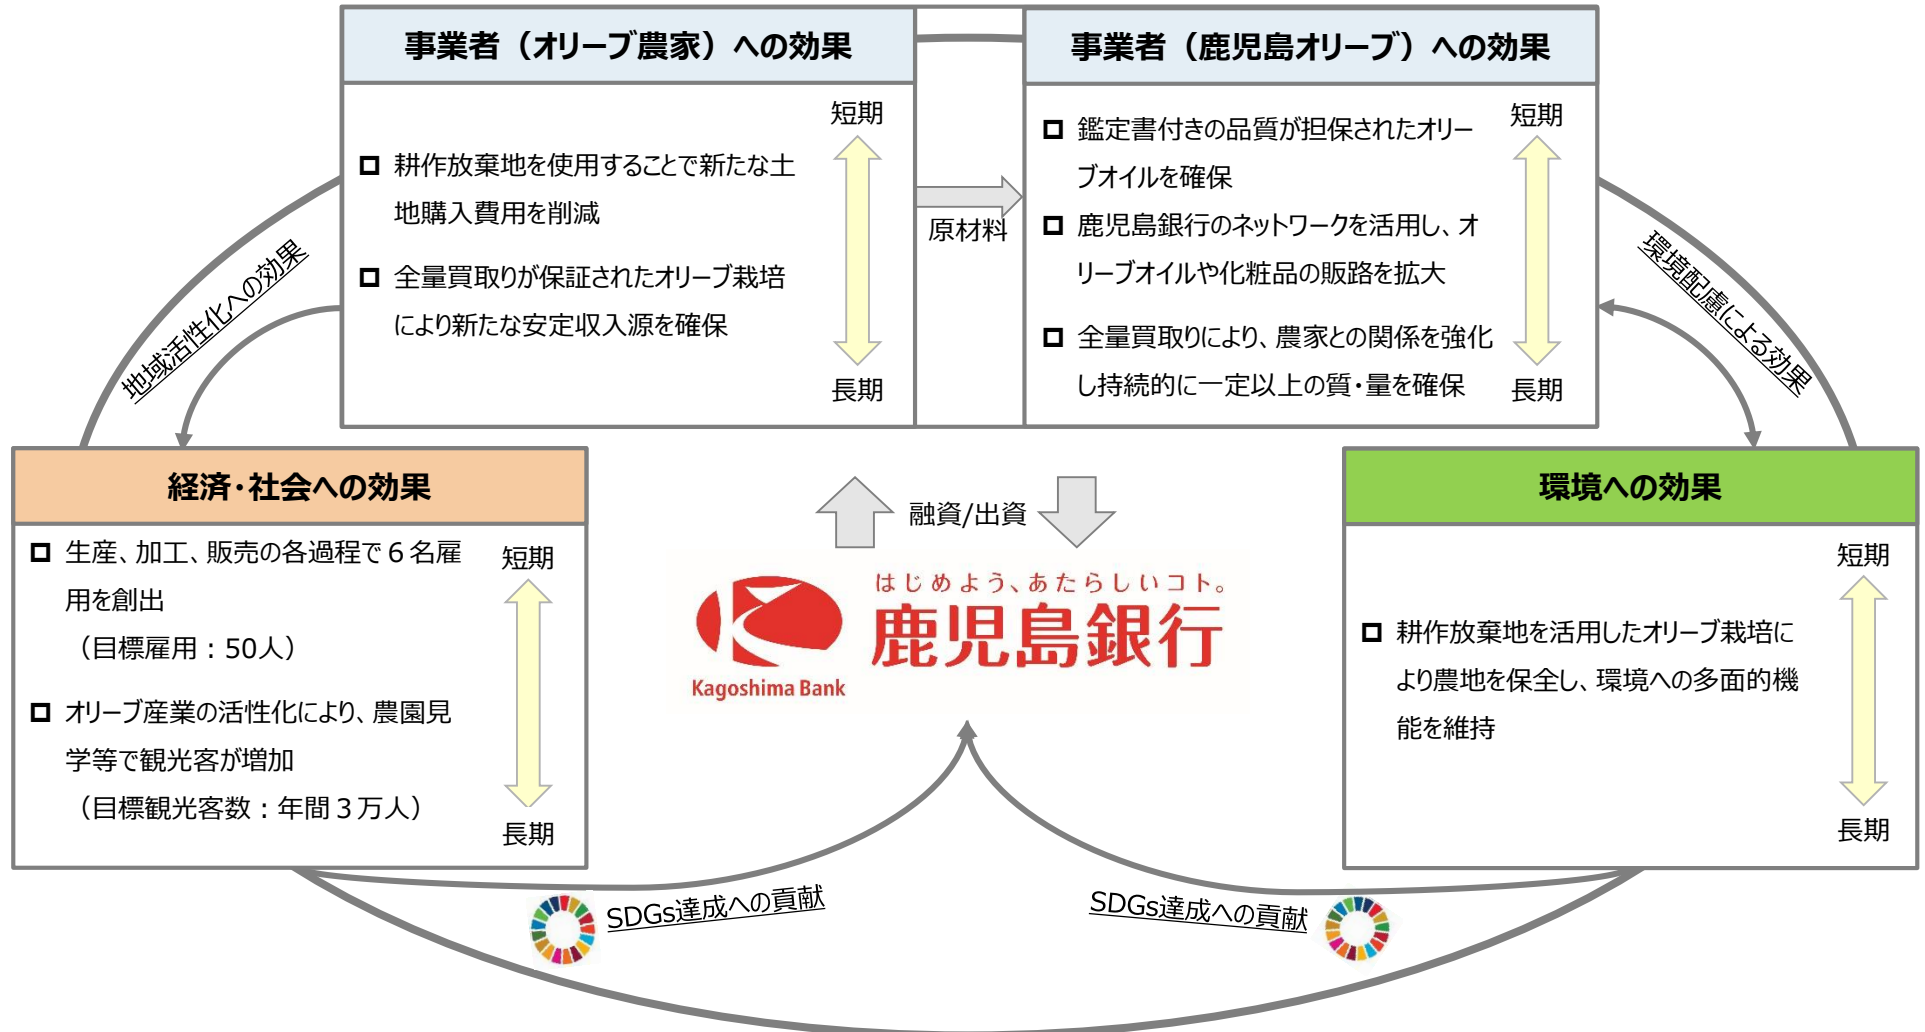 事業者（オリーブ農家）への効果
短期
耕作放棄地を使用することで新たな土
地購入費用を削減
全量買取りが保証されたオリーブ栽培
により新たな安定収入源を確保
長期
原材料
事業者（鹿児島オリーブ）への効果
短期
鑑定書付きの品質が担保されたオリー
ブオイルを確保
鹿児島銀行のネットワークを活用し、オ
リーブオイルや化粧品の販路を拡大
全量買取りにより、農家との関係を強化
し持続的に一定以上の質・量を確保
長期
地域活性化への効果
環境配慮による効果
経済・社会への効果
生産、加工、販売の各過程で６名雇
用を創出
（目標雇用：50人）
オリーブ産業の活性化により、農園見
学等で観光客が増加
（目標観光客数：年間３万人）
短期
長期
融資/出資
はじめよう、あたらしいコト。
鹿児島銀行
Kagoshima Bank
環境への効果
短期
耕作放棄地を活用したオリーブ栽培に
より農地を保全し、環境への多面的機
能を維持
長期
SDGs達成への貢献
SDGs達成への貢献